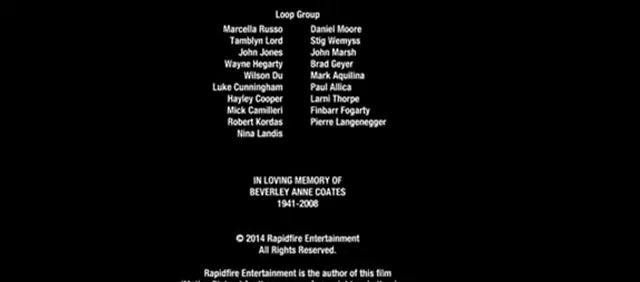 Loop Group
Marcella Russo Daniel Moore
Tamblyn Lord Stig Wemyss
John Jones John Marsh
Wayne Hegarty Brad Geyer
Wilson Du Mark Aquilina
Luke Cunningham Paul Allica
Hayley Cooper Larni Thorpe
Mick Camilleri Finbarr Fogarty
Robert Kordas Pierre Langenegger
Nina Landis
IN LOVING MEMORY OF
BEVERLEY ANNE COATES
1941-2008
© 2014 Rapidfire Entertainment
All Rights Reserved.
Rapidfire Entertainment is the author of this film